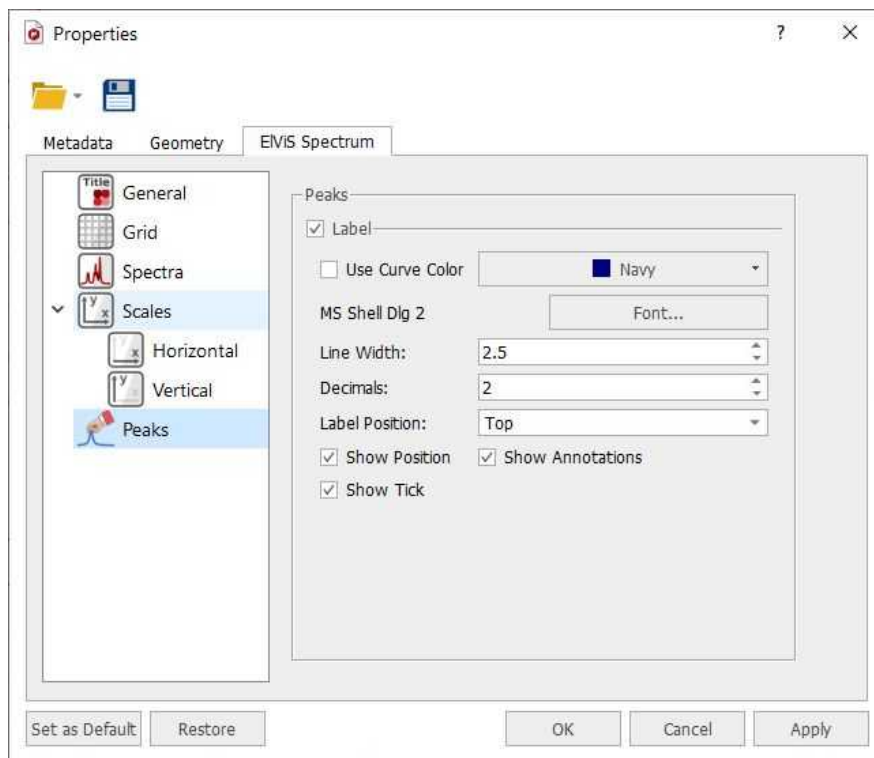 Properties
?
Metadata
Geometry
ElViS Spectrum
Title
General
Grid
Spectra
y
x
Scales
x
Horizontal
y
Vertical
Peaks
Peaks
Label
Use Curve Color
Navy
MS Shell Dlg 2
Font...
Line Width:
2.5
Decimals:
2
Label Position:
Top
Show Position
Show Annotations
Show Tick
Set as Default
Restore
OK
Cancel
Apply